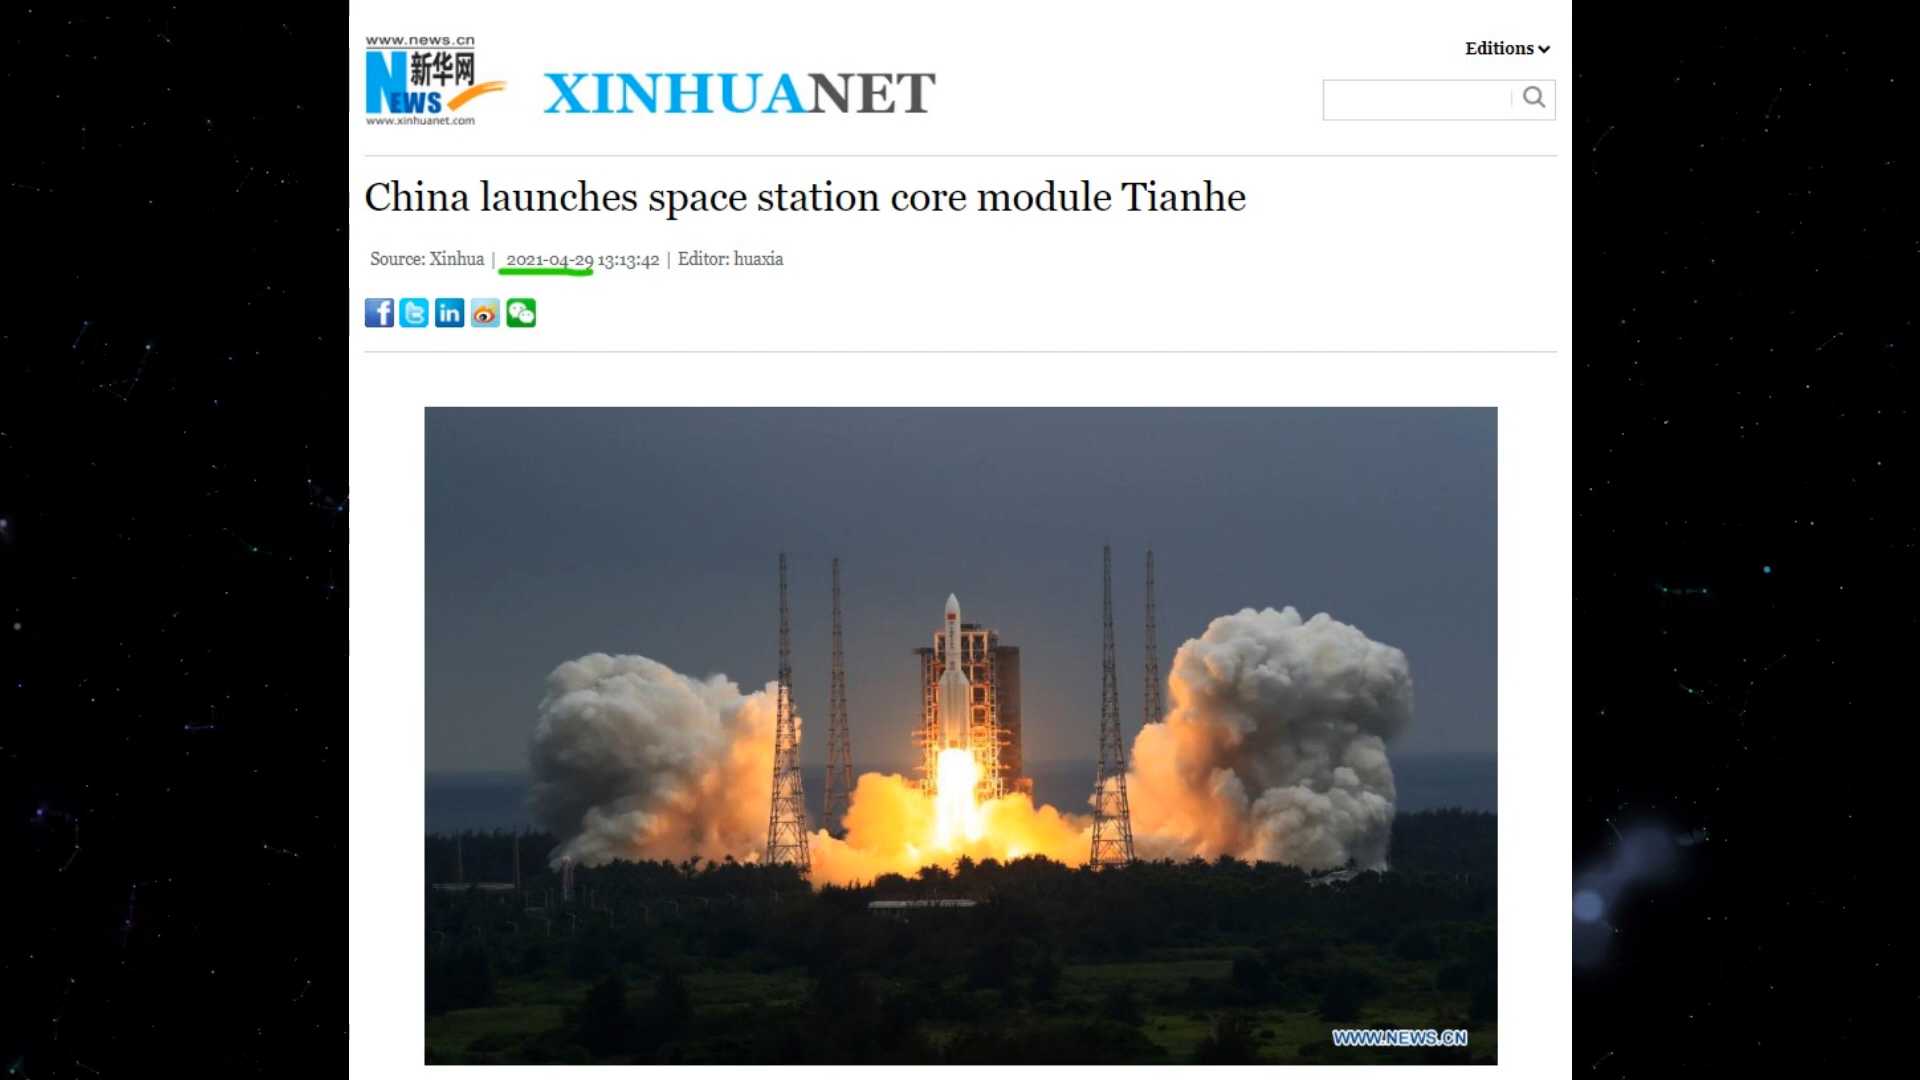 www.news.cn
新华网
NEWS
www.xinhuanet.com
XINHUANET
Editions
China launches space station core module Tianhe
Source: Xinhua | 2021-04-29 13:13:42 | Editor: huaxia
WWW.NEWS.CN